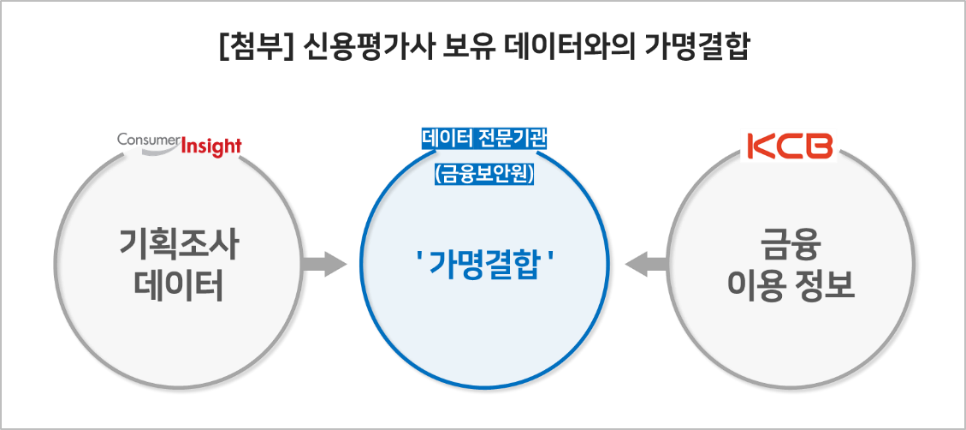 [첨부] 신용평가사 보유 데이터와의 가명결합
ConsumerInsight
기획조사
데이터
데이터 전문기관
(금융보안원)
' 가명결합 '
KCB
금융
이용 정보